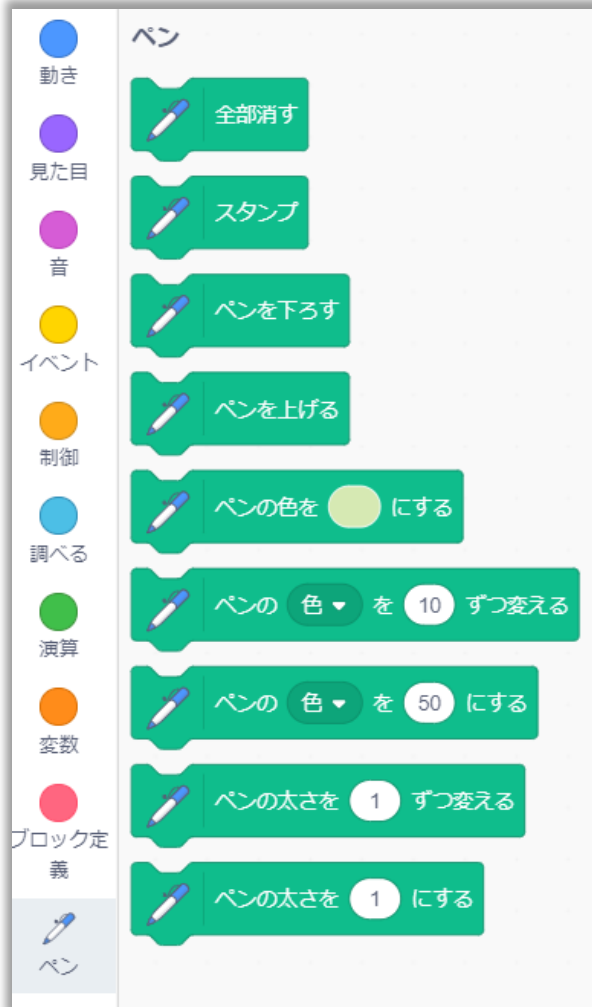 動き
見た目
音
イベント
制御
調べる
演算
変数
ブロック定
義
ペン
ペン
全部消す
スタンプ
ペンを下ろす
ペンを上げる
ペンの色を にする
ペンの 色 を 10 ずつ変える
ペンの 色 を 50 にする
ペンの太さを 1 ずつ変える
ペンの太さを 1 にする